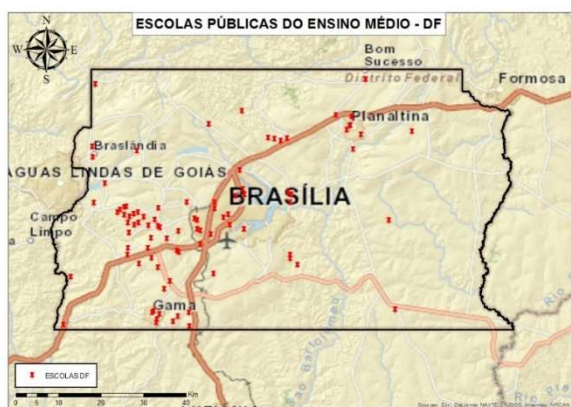 ESCOLAS PÚBLICAS DO ENSINO MÉDIO - DF
N
W E
S
Bom
Sucesso
Distrito Federal
Formosa
Planaltina
Braslândia
AGUAS LINDAS DE GOIÁS
BRASÍLIA
Campo
Limpo
Gama
ESCOLAS DF
Km
0 5 10 20 30 40